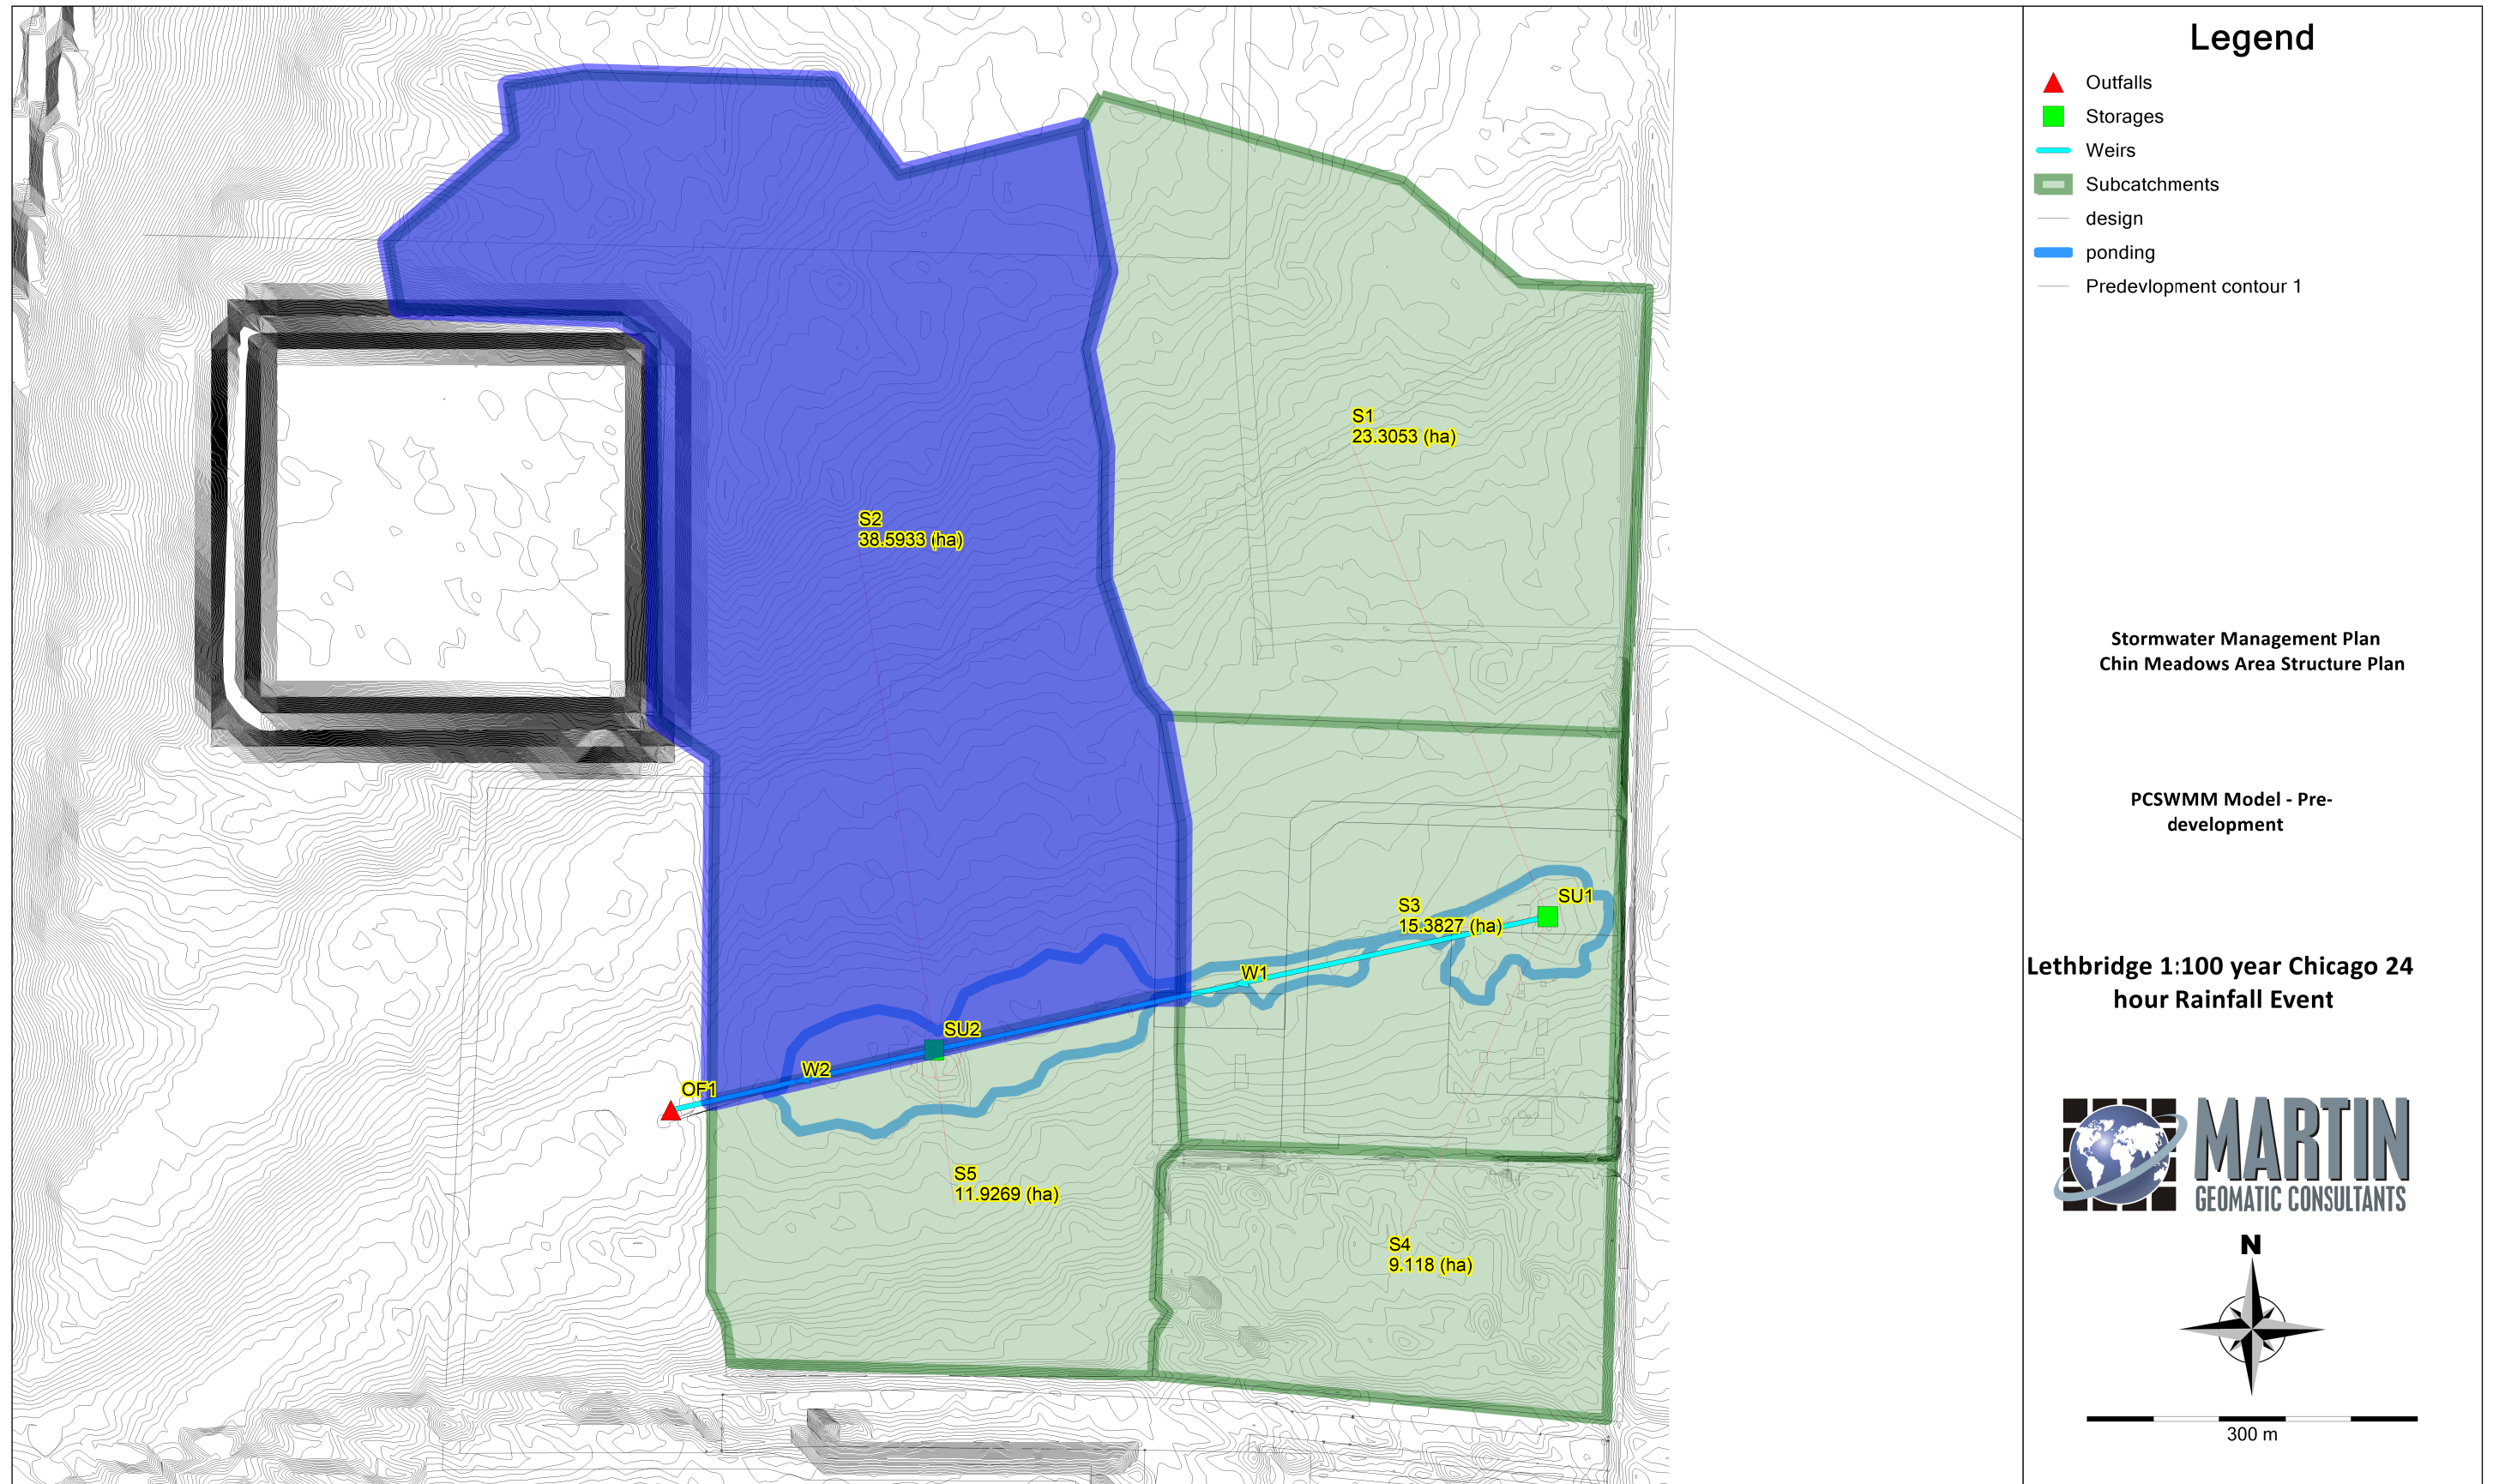 Legend
Outfalls
Storages
Weirs
Subcatchments
design
ponding
Predevlopment contour 1
S1
23.3053 (ha)
S2
38.5933 (ha)
SU1
S3
15.3827 (ha)
W1
SU2
W2
OF1
S5
11.9269 (ha)
S4
9.118 (ha)
Stormwater Management Plan
Chin Meadows Area Structure Plan
PCSWMM Model - Pre-
development
Lethbridge 1:100 year Chicago 24
hour Rainfall Event
MARTIN
GEOMATIC CONSULTANTS
N
300 m